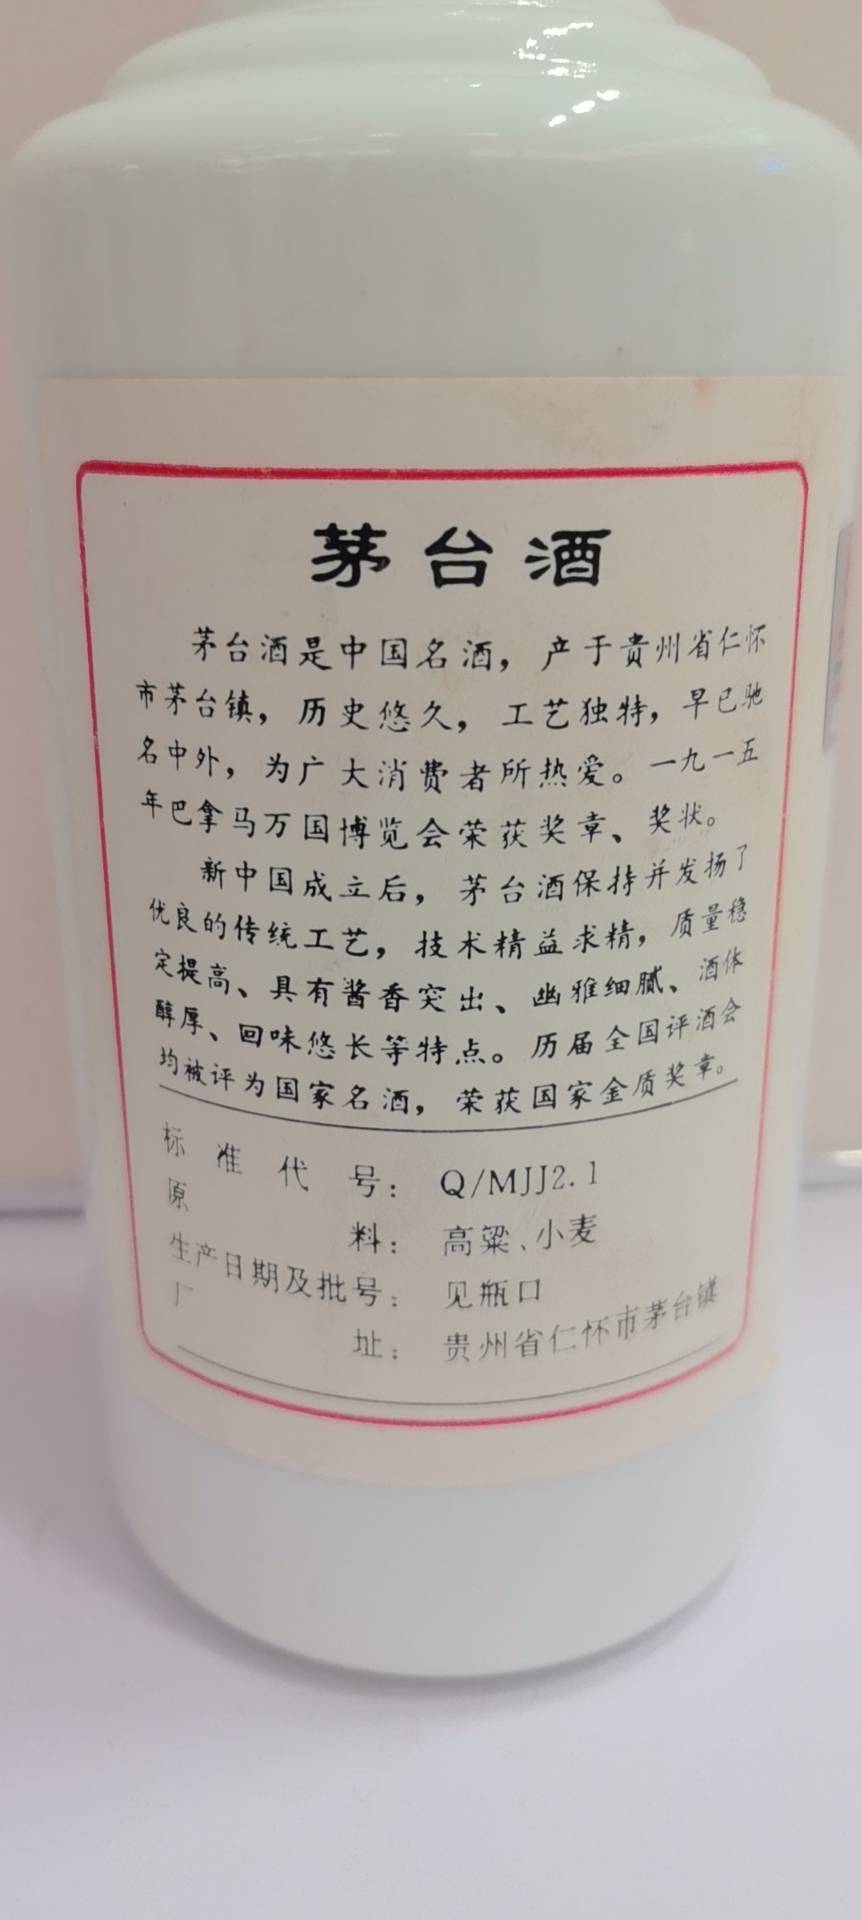 茅台酒
茅台酒是中国名酒，产于贵州省仁怀
市茅台镇，历史悠久，工艺独特，早已驰
名中外，为广大消费者所热爱。一九一五
年巴拿马万国博览会荣获奖章、奖状。
新中国成立后，茅台酒保持并发扬了
优良的传统工艺，技术精益求精，质量稳
定提高、具有酱香突出、幽雅细腻、酒体
醇厚、回味悠长等特点。历届全国评酒会
均被评为国家名酒，荣获国家金质奖章。
标准代号：Q/MJJ2.1
原料：高粱、小麦
生产日期及批号：见瓶口
厂址：贵州省仁怀市茅台镇